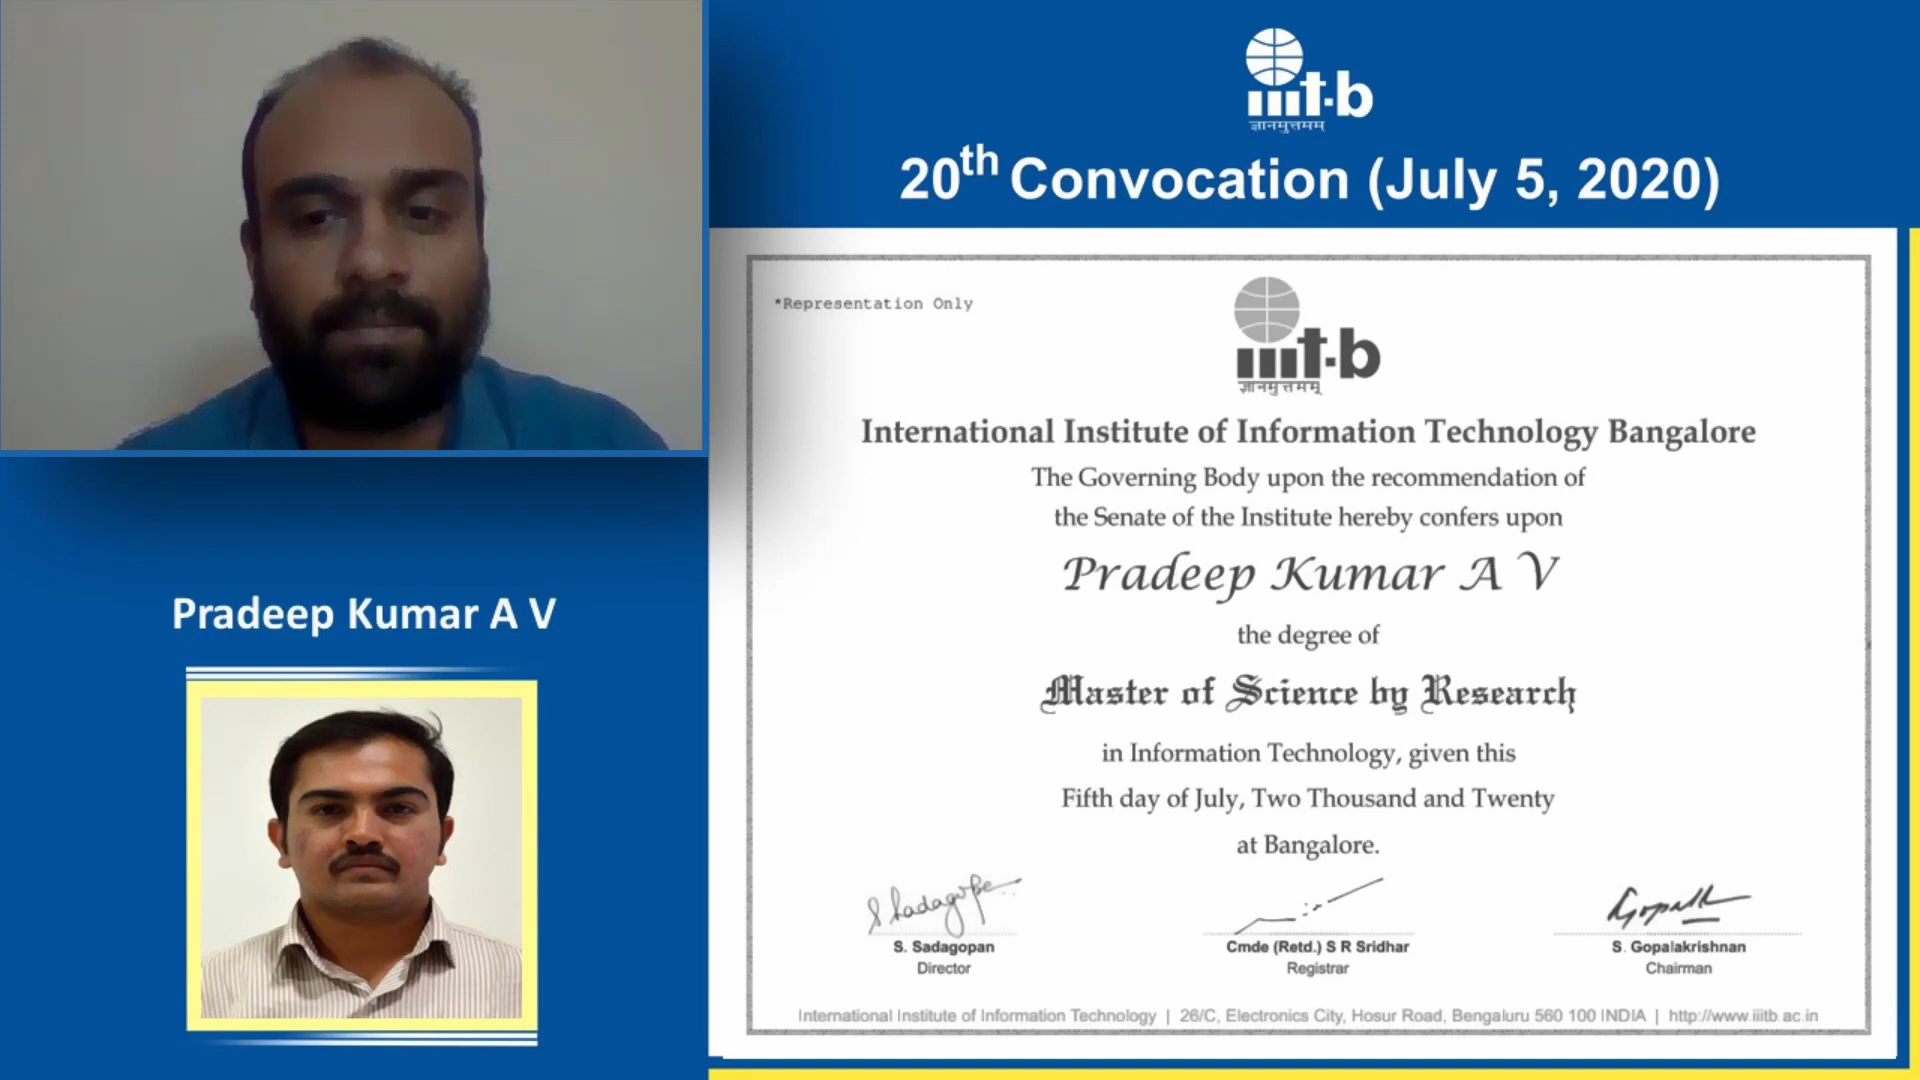 iiit-b
ज्ञानमुत्तमम्
20th Convocation (July 5, 2020)
*Representation Only
iiit-b
ज्ञानमुत्तमम्
International Institute of Information Technology Bangalore
The Governing Body upon the recommendation of
the Senate of the Institute hereby confers upon
Pradeep Kumar A V
the degree of
Master of Science by Research
in Information Technology, given this
Fifth day of July, Two Thousand and Twenty
at Bangalore.
S. Sadagopan
Director
Cmde (Retd.) S R Sridhar
Registrar
S. Gopalakrishnan
Chairman
International Institute of Information Technology | 26/C, Electronics City, Hosur Road, Bengaluru 560 100 INDIA | http://www.iiitb.ac.in
Pradeep Kumar A V